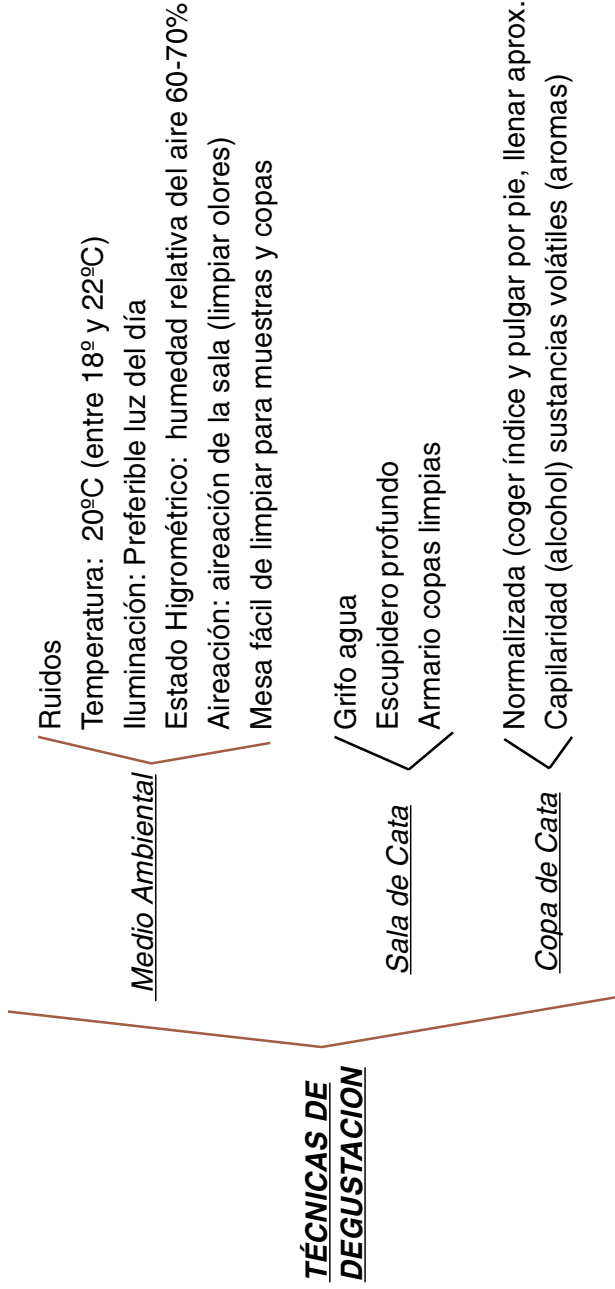 TÉCNICAS DE
DEGUSTACION
Medio Ambiental
Ruidos
Temperatura: 20ºC (entre 18º y 22ºC)
Iluminación: Preferible luz del día
Estado Higrométrico: humedad relativa del aire 60-70%
Aireación: aireación de la sala (limpiar olores)
Mesa fácil de limpiar para muestras y copas
Sala de Cata
Grifo agua
Escupidero profundo
Armario copas limpias
Copa de Cata
Normalizada (coger índice y pulgar por pie, llenar aprox.
Capilaridad (alcohol) sustancias volátiles (aromas)